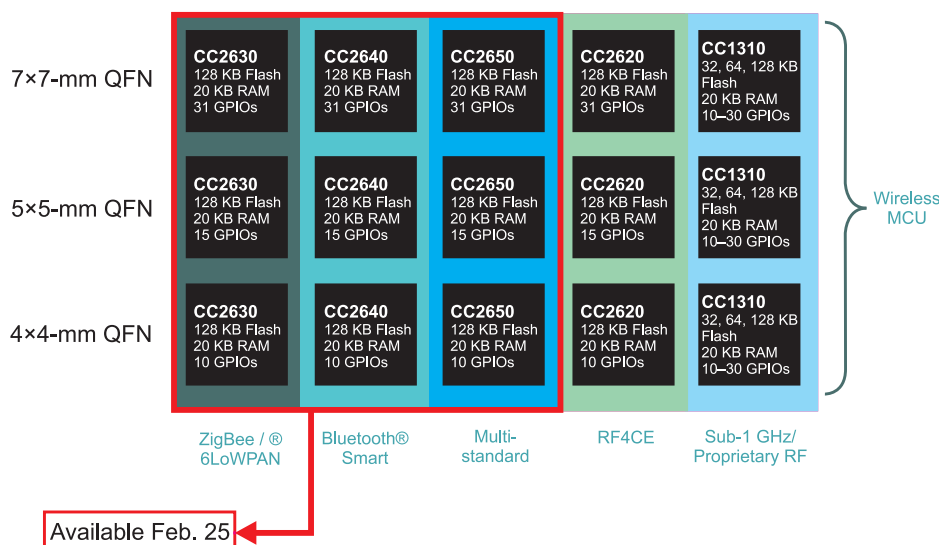 7×7-mm QFN
CC2630
128 KB Flash
20 KB RAM
31 GPIOs
CC2640
128 KB Flash
20 KB RAM
31 GPIOs
CC2650
128 KB Flash
20 KB RAM
31 GPIOs
CC2620
128 KB Flash
20 KB RAM
31 GPIOs
CC1310
32, 64, 128 KB
Flash
20 KB RAM
10–30 GPIOs
5×5-mm QFN
CC2630
128 KB Flash
20 KB RAM
15 GPIOs
CC2640
128 KB Flash
20 KB RAM
15 GPIOs
CC2650
128 KB Flash
20 KB RAM
15 GPIOs
CC2620
128 KB Flash
20 KB RAM
15 GPIOs
CC1310
32, 64, 128 KB
Flash
20 KB RAM
10–30 GPIOs
Wireless
MCU
4×4-mm QFN
CC2630
128 KB Flash
20 KB RAM
10 GPIOs
CC2640
128 KB Flash
20 KB RAM
10 GPIOs
CC2650
128 KB Flash
20 KB RAM
10 GPIOs
CC2620
128 KB Flash
20 KB RAM
10 GPIOs
CC1310
32, 64, 128 KB
Flash
20 KB RAM
10–30 GPIOs
ZigBee / ®
6LoWPAN
Bluetooth®
Smart
Multi-
standard
RF4CE
Sub-1 GHz/
Proprietary RF
Available Feb. 25